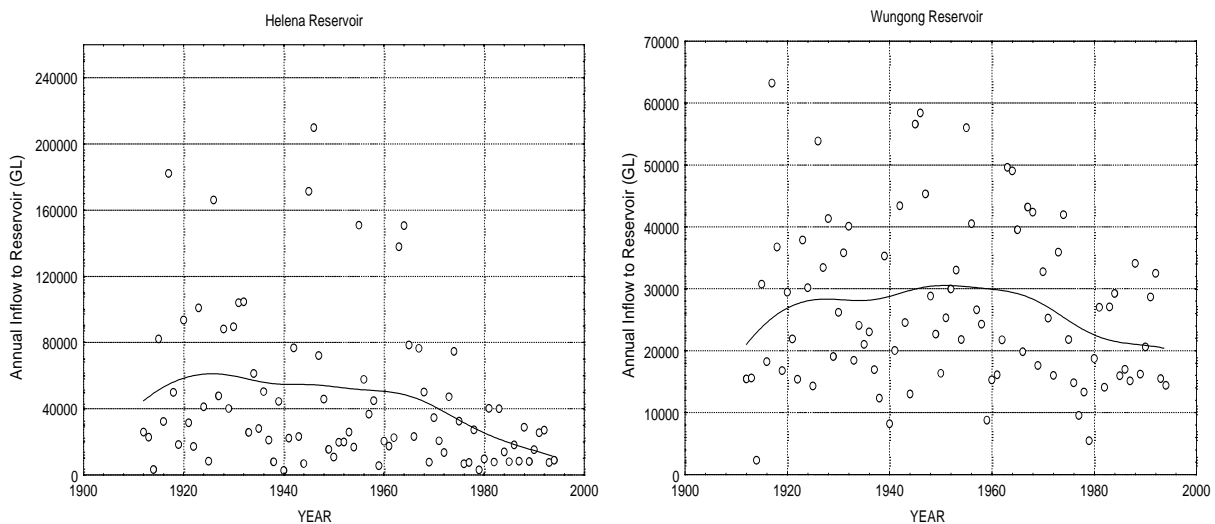 Helena Reservoir
Annual Inflow to Reservoir (GL)
240000
200000
160000
120000
80000
40000
0
1900 1920 1940 1960 1980 2000
YEAR
Wungong Reservoir
Annual Inflow to Reservoir (GL)
70000
60000
50000
40000
30000
20000
10000
0
1900 1920 1940 1960 1980 2000
YEAR